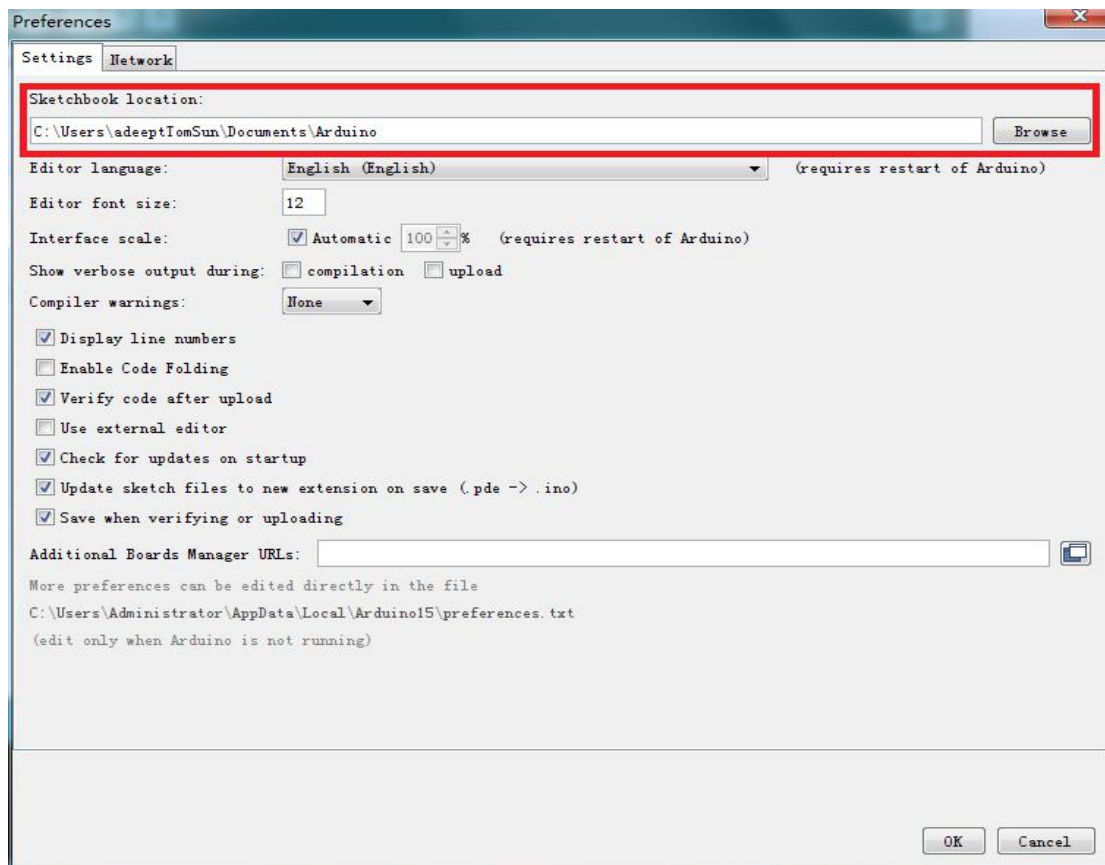 Preferences
Settings Network
Sketchbook location:
C:\Users\adeeptTomSun\Documents\Arduino Browse
Editor language: English (English) (requires restart of Arduino)
Editor font size: 12
Interface scale: Automatic 100 % (requires restart of Arduino)
Show verbose output during: compilation upload
Compiler warnings: None
Display line numbers
Enable Code Folding
Verify code after upload
Use external editor
Check for updates on startup
Update sketch files to new extension on save (.pde -> .ino)
Save when verifying or uploading
Additional Boards Manager URLs:
More preferences can be edited directly in the file
C:\Users\Administrator\AppData\Local\Arduino15\preferences.txt
(edit only when Arduino is not running)
OK Cancel